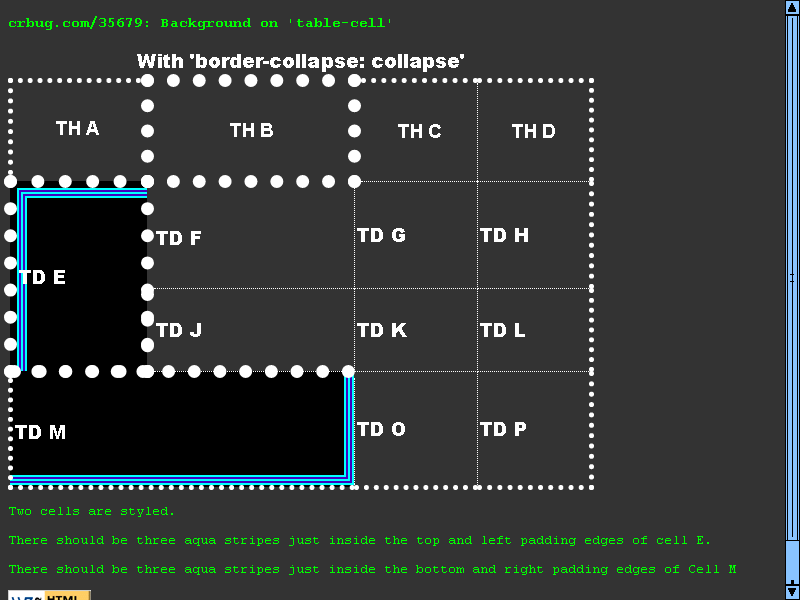 crbug.com/35679: Background on 'table-cell'
With 'border-collapse: collapse'
TH A TH B TH C TH D
TD E TD F TD G TD H
TD J TD K TD L
TD M TD O TD P
Two cells are styled.
There should be three aqua stripes just inside the top and left padding edges of cell E.
There should be three aqua stripes just inside the bottom and right padding edges of Cell M